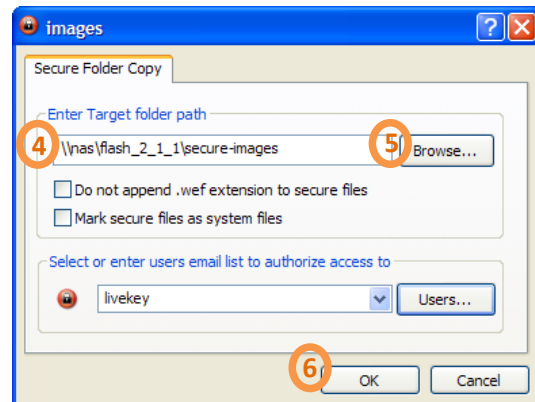 images
Secure Folder Copy
Enter Target folder path
4 \\nas\flash_2_1_1\secure-images 5 Browse...
Do not append .wef extension to secure files
Mark secure files as system files
Select or enter users email list to authorize access to
livekey Users...
6 OK Cancel